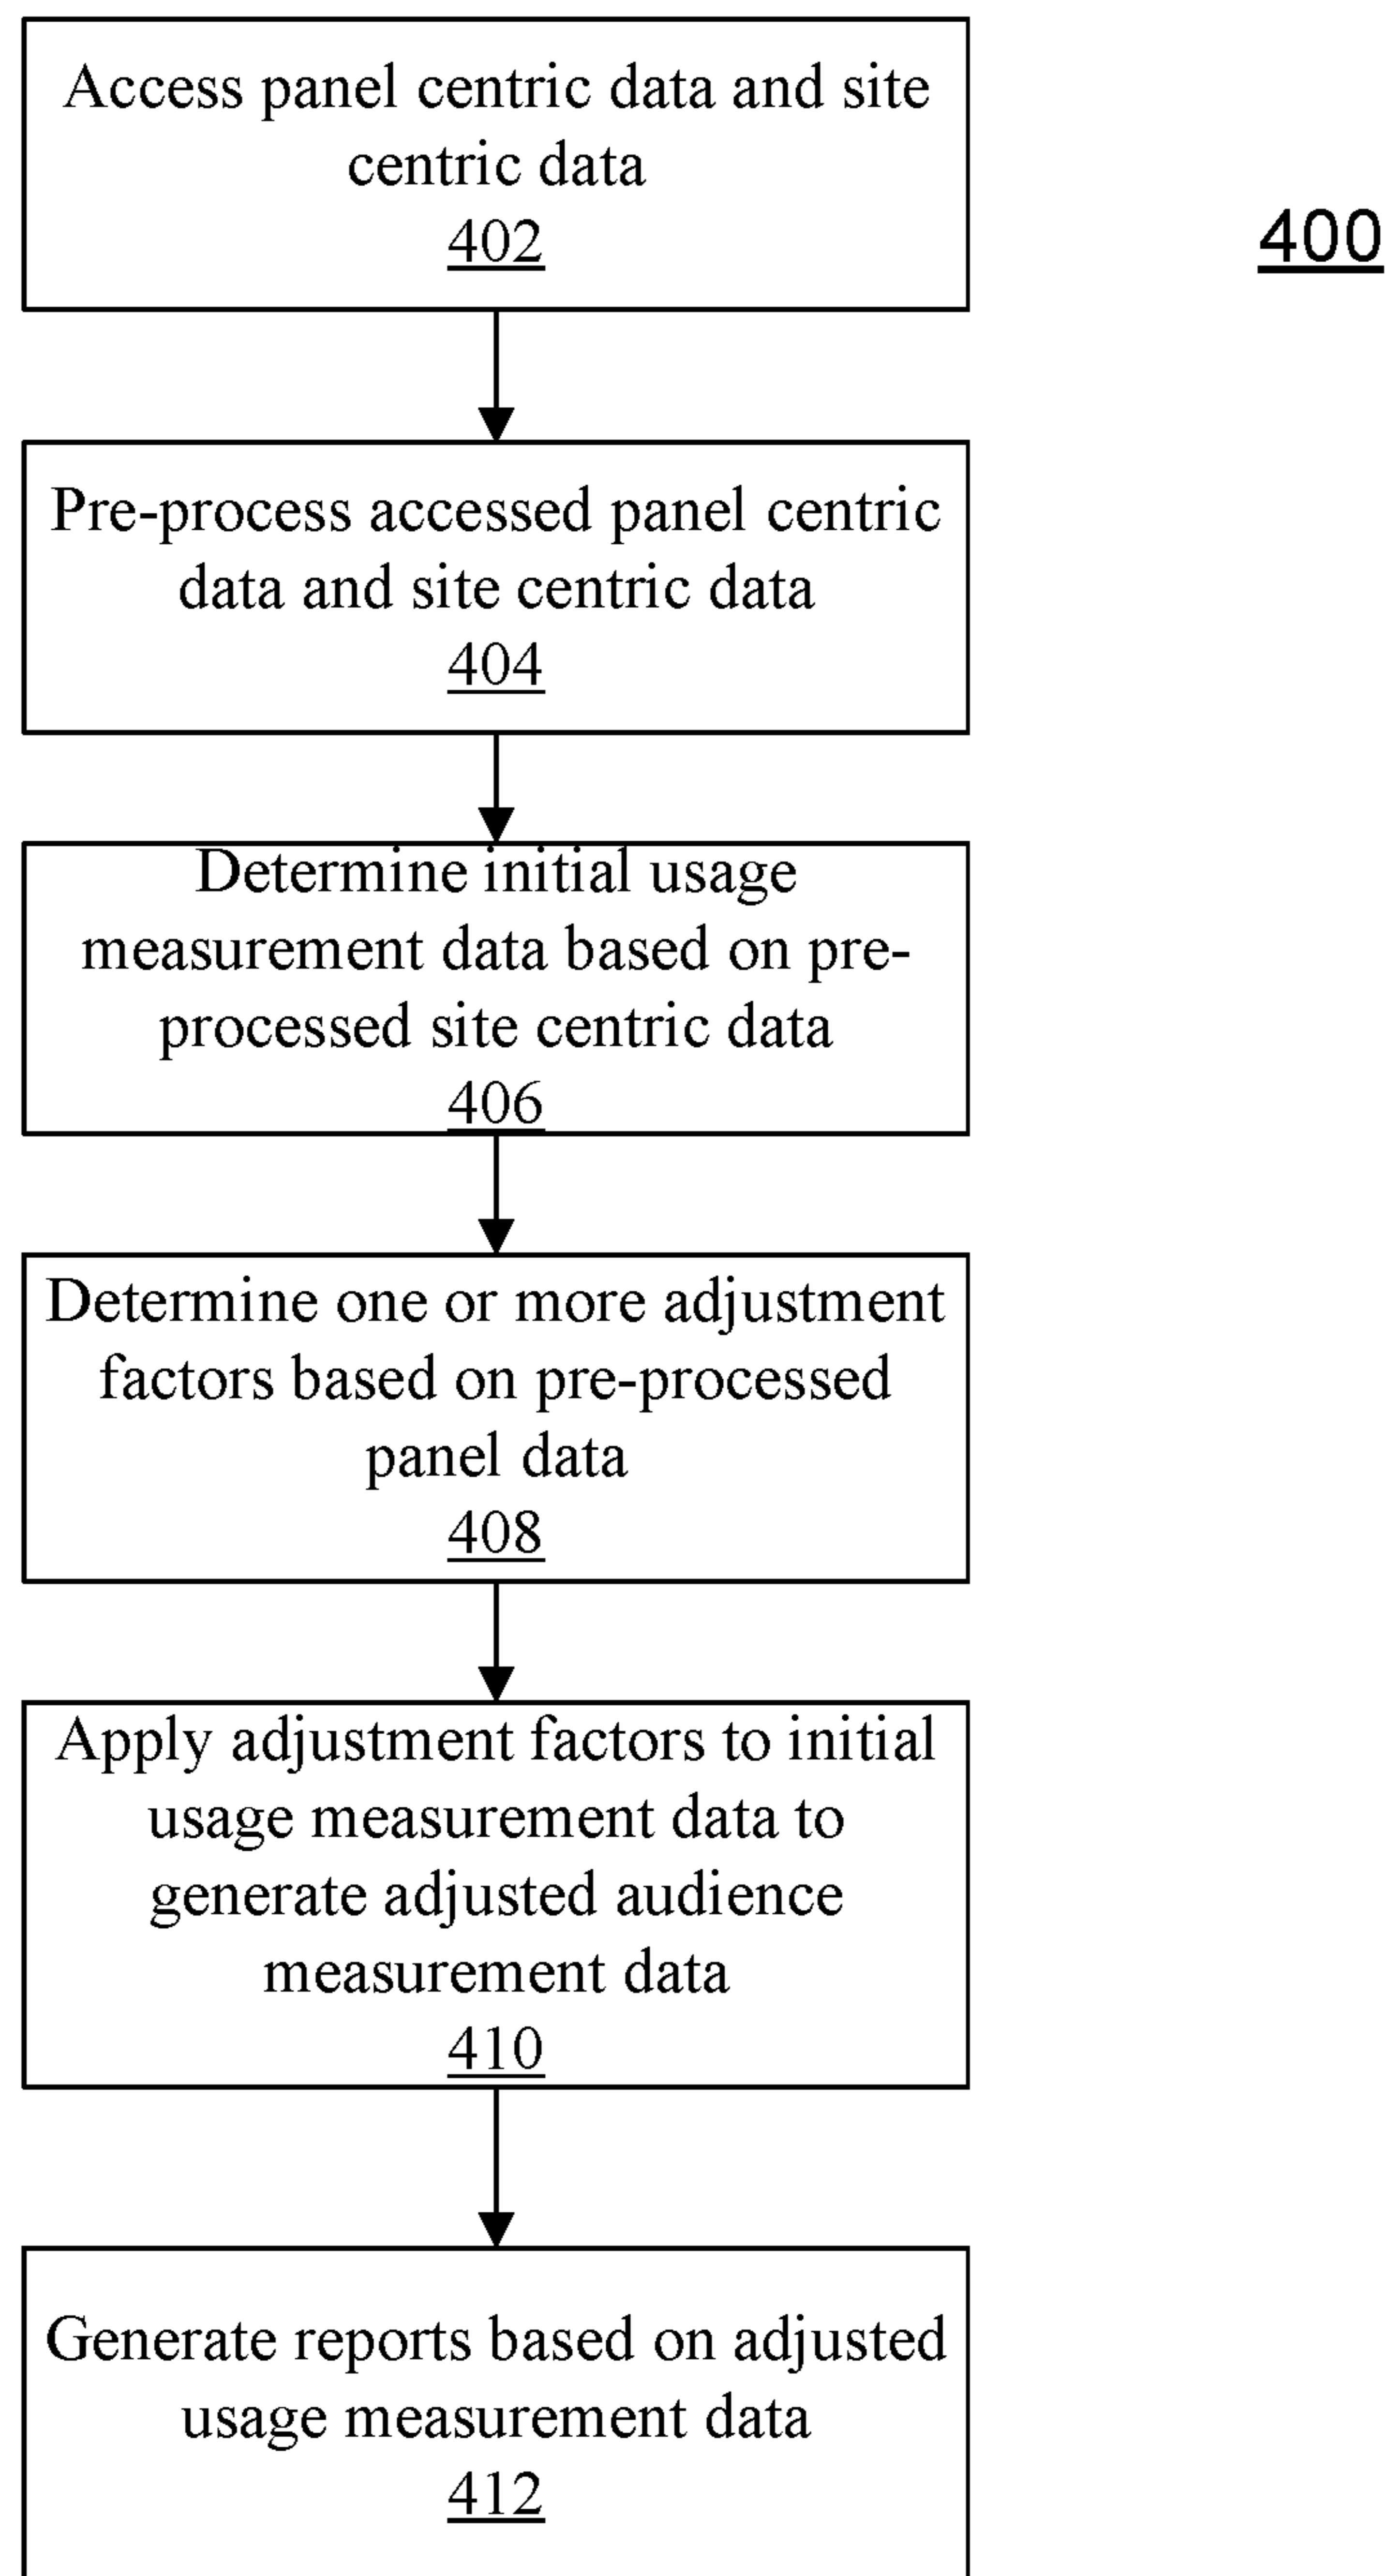 Access panel centric data and site
centric data
402
400
Pre-process accessed panel centric
data and site centric data
404
Determine initial usage
measurement data based on pre-
processed site centric data
406
Determine one or more adjustment
factors based on pre-processed
panel data
408
Apply adjustment factors to initial
usage measurement data to
generate adjusted audience
measurement data
410
Generate reports based on adjusted
usage measurement data
412